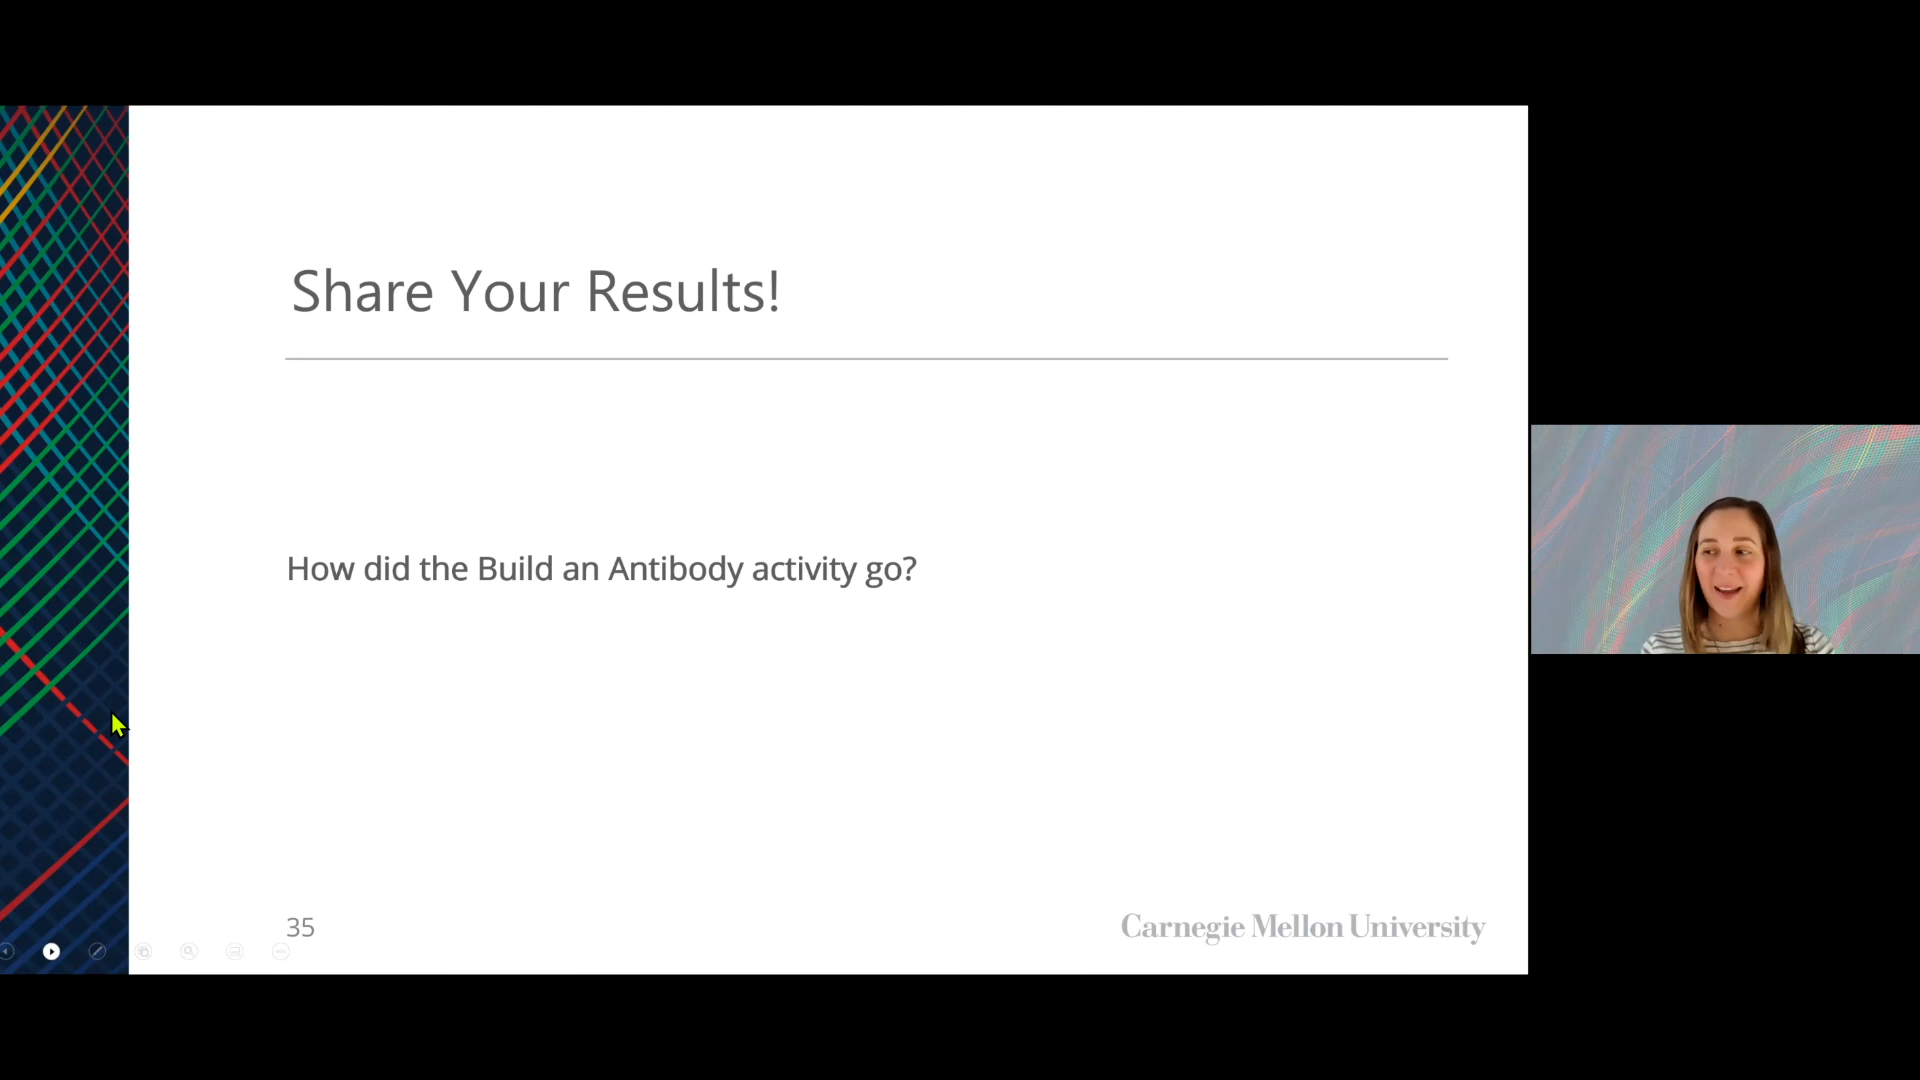 Share Your Results!
How did the Build an Antibody activity go?
35
Carnegie Mellon University